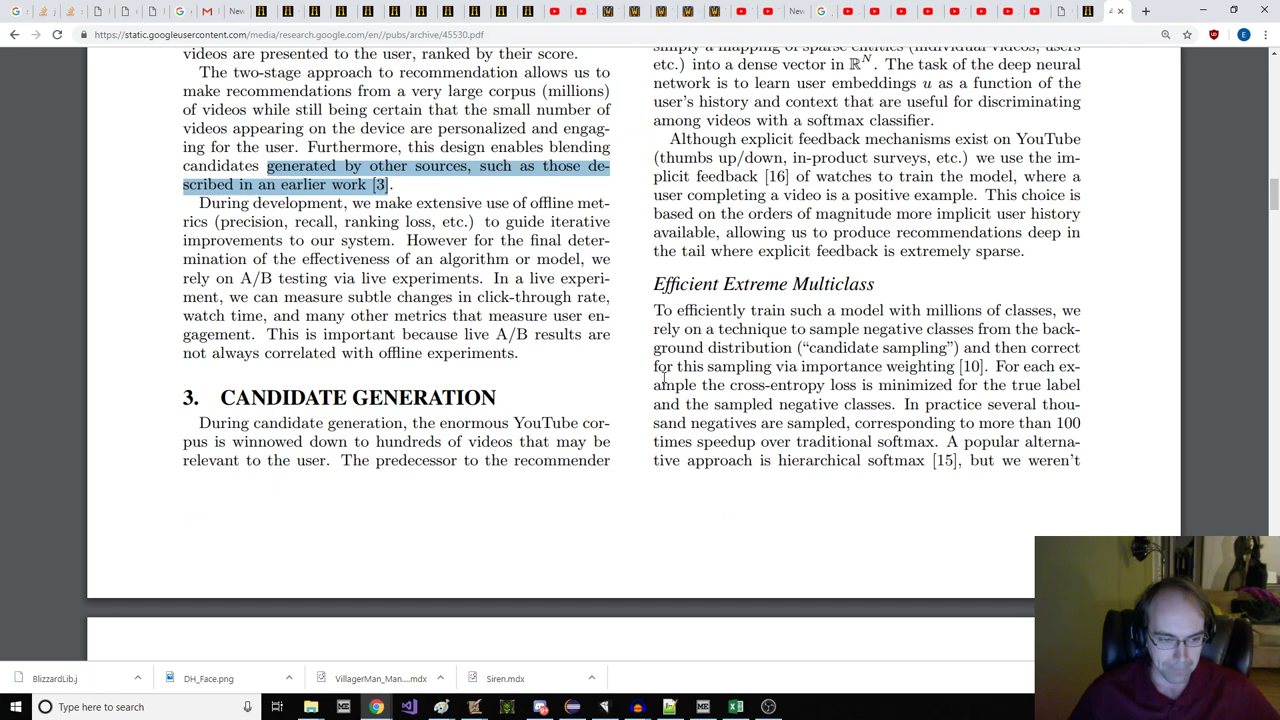 New
New
4
https://static.googleusercontent.com/media/research.google.com/en//pubs/archive/45530.pdf
videos are presented to the user, ranked by their score.
The two-stage approach to recommendation allows us to
make recommendations from a very large corpus (millions)
of videos while still being certain that the small number of
videos appearing on the device are personalized and engag-
ing for the user. Furthermore, this design enables blending
candidates generated by other sources, such as those de-
scribed in an earlier work [3].
During development, we make extensive use of offline met-
rics (precision, recall, ranking loss, etc.) to guide iterative
improvements to our system. However for the final deter-
mination of the effectiveness of an algorithm or model, we
rely on A/B testing via live experiments. In a live experi-
ment, we can measure subtle changes in click-through rate,
watch time, and many other metrics that measure user en-
gagement. This is important because live A/B results are
not always correlated with offline experiments.
3. CANDIDATE GENERATION
During candidate generation, the enormous YouTube cor-
pus is winnowed down to hundreds of videos that may be
relevant to the user. The predecessor to the recommender
simply a mapping of sparse entities (individual videos, users
etc.) into a dense vector in ℝᴺ. The task of the deep neural
network is to learn user embeddings u as a function of the
user's history and context that are useful for discriminating
among videos with a softmax classifier.
Although explicit feedback mechanisms exist on YouTube
(thumbs up/down, in-product surveys, etc.) we use the im-
plicit feedback [16] of watches to train the model, where a
user completing a video is a positive example. This choice is
based on the orders of magnitude more implicit user history
available, allowing us to produce recommendations deep in
the tail where explicit feedback is extremely sparse.
Efficient Extreme Multiclass
To efficiently train such a model with millions of classes, we
rely on a technique to sample negative classes from the back-
ground distribution (“candidate sampling”) and then correct
for this sampling via importance weighting [10]. For each ex-
ample the cross-entropy loss is minimized for the true label
and the sampled negative classes. In practice several thou-
sand negatives are sampled, corresponding to more than 100
times speedup over traditional softmax. A popular alterna-
tive approach is hierarchical softmax [15], but we weren't
BlizzardLib.j
DH_Face.png
VillagerMan_Man....mdx
Siren.mdx
Type here to search